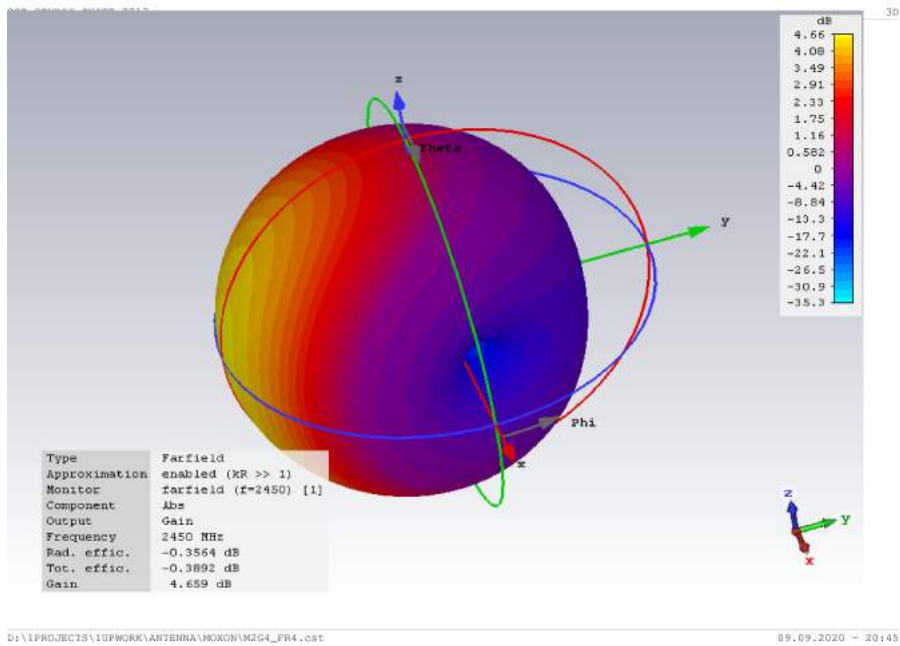 3D
dB
4.66
4.08
3.49
2.91
2.33
1.75
1.16
0.582
0
-4.42
-8.84
-13.3
-17.7
-22.1
-26.5
-30.9
-35.3
z
Theta
y
Phi
x
Type Farfield
Approximation enabled (kR >> 1)
Monitor farfield (f=2450) [1]
Component Abs
Output Gain
Frequency 2450 MHz
Rad. effic. -0.3564 dB
Tot. effic. -0.3892 dB
Gain 4.659 dB
z
y
x
D:\1PROJECTS\1UPWORK\ANTENNA\MOXON\M2G4_FR4.cst 09.09.2020 - 20:45